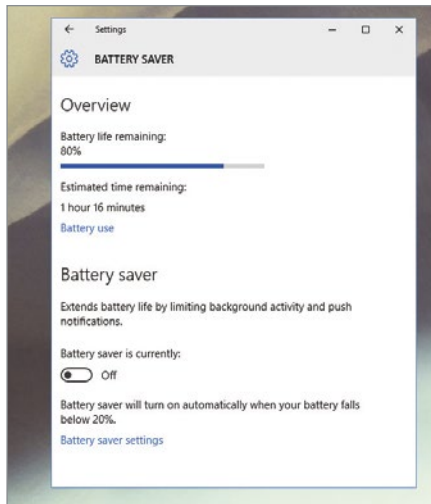 Settings
BATTERY SAVER
Overview
Battery life remaining:
80%
Estimated time remaining:
1 hour 16 minutes
Battery use
Battery saver
Extends battery life by limiting background activity and push
notifications.
Battery saver is currently:
Off
Battery saver will turn on automatically when your battery falls
below 20%.
Battery saver settings